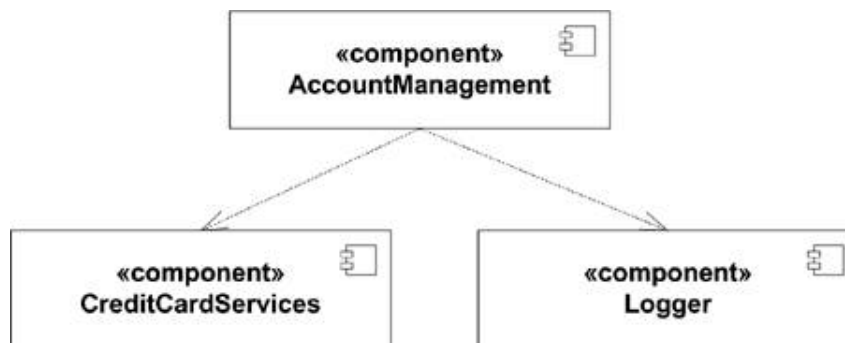 «component»
AccountManagement
«component»
CreditCardServices
«component»
Logger